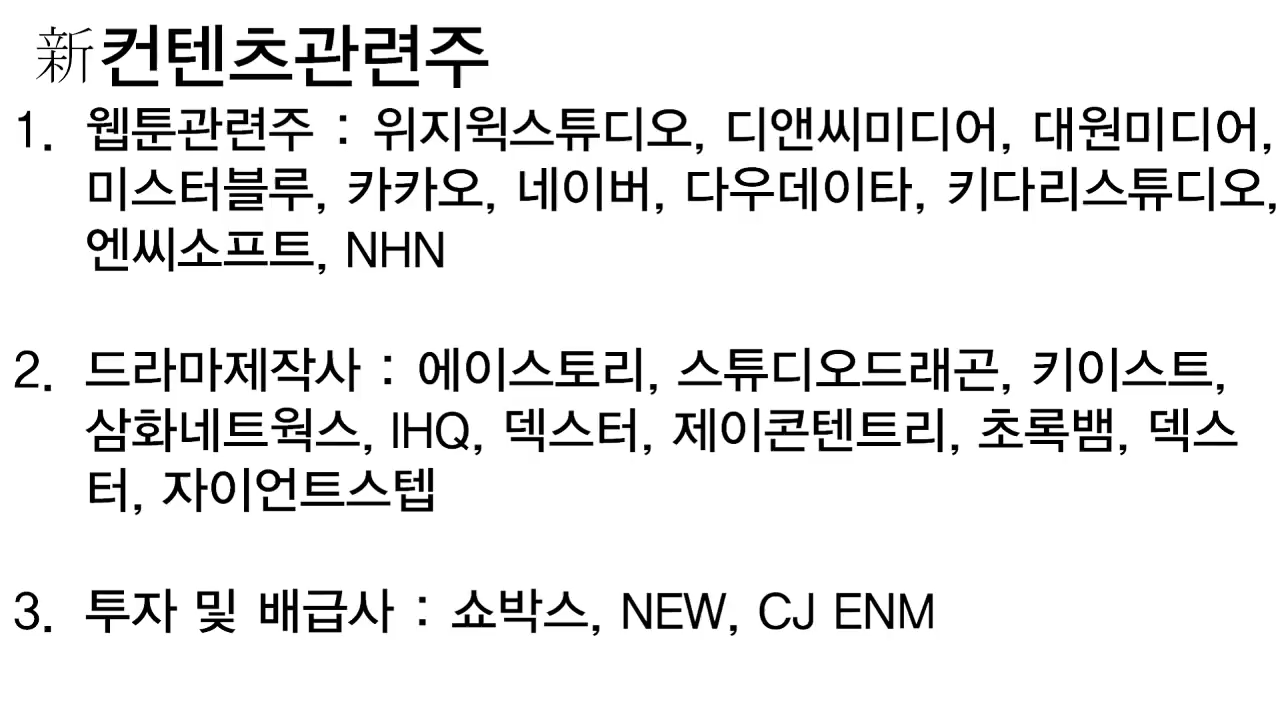 新컨텐츠관련주
1. 웹툰관련주 : 위지윅스튜디오, 디앤씨미디어, 대원미디어,
미스터블루, 카카오, 네이버, 다우데이타, 키다리스튜디오,
엔씨소프트, NHN
2. 드라마제작사 : 에이스토리, 스튜디오드래곤, 키이스트,
삼화네트웍스, IHQ, 덱스터, 제이콘텐트리, 초록뱀, 덱스
터, 자이언트스텝
3. 투자 및 배급사 : 쇼박스, NEW, CJ ENM